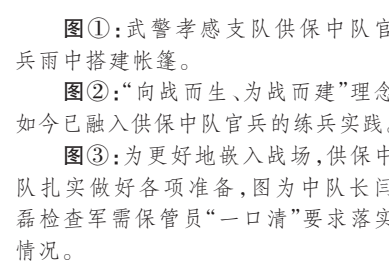 图①:武警孝感支队供保中队官
兵雨中搭建帐篷。
图②:“向战而生、为战而建”理念
如今已融入供保中队官兵的练兵实践。
图③:为更好地嵌入战场,供保中
队扎实做好各项准备,图为中队长闫
磊检查军需保管员“一口清”要求落实
情况。